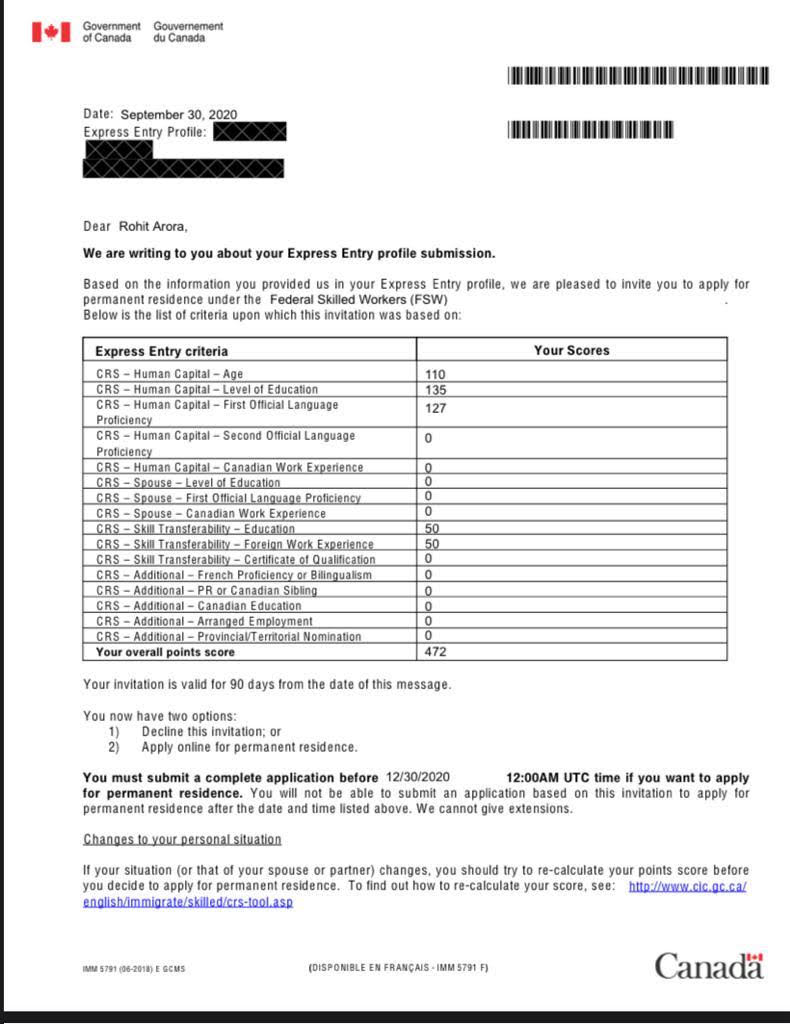 Government Gouvernement
of Canada du Canada
Date: September 30, 2020
Express Entry Profile:
Dear Rohit Arora,
We are writing to you about your Express Entry profile submission.
Based on the information you provided us in your Express Entry profile, we are pleased to invite you to apply for
permanent residence under the Federal Skilled Workers (FSW) .
Below is the list of criteria upon which this invitation was based on:
Express Entry criteria Your Scores
CRS – Human Capital – Age 110
CRS – Human Capital – Level of Education 135
CRS – Human Capital – First Official Language
Proficiency 127
CRS – Human Capital – Second Official Language
Proficiency 0
CRS – Human Capital – Canadian Work Experience 0
CRS – Spouse – Level of Education 0
CRS – Spouse – First Official Language Proficiency 0
CRS – Spouse – Canadian Work Experience 0
CRS – Skill Transferability – Education 50
CRS – Skill Transferability – Foreign Work Experience 50
CRS – Skill Transferability – Certificate of Qualification 0
CRS – Additional – French Proficiency or Bilingualism 0
CRS – Additional – PR or Canadian Sibling 0
CRS – Additional – Canadian Education 0
CRS – Additional – Arranged Employment 0
CRS – Additional – Provincial/Territorial Nomination 0
Your overall points score 472
Your invitation is valid for 90 days from the date of this message.
You now have two options:
1) Decline this invitation; or
2) Apply online for permanent residence.
You must submit a complete application before 12/30/2020 12:00AM UTC time if you want to apply
for permanent residence. You will not be able to submit an application based on this invitation to apply for
permanent residence after the date and time listed above. We cannot give extensions.
Changes to your personal situation
If your situation (or that of your spouse or partner) changes, you should try to re-calculate your points score before
you decide to apply for permanent residence. To find out how to re-calculate your score, see: http://www.cic.gc.ca/
english/immigrate/skilled/crs-tool.asp
IMM 5791 (06-2018) E GCMS (DISPONIBLE EN FRANÇAIS - IMM 5791 F) Canada